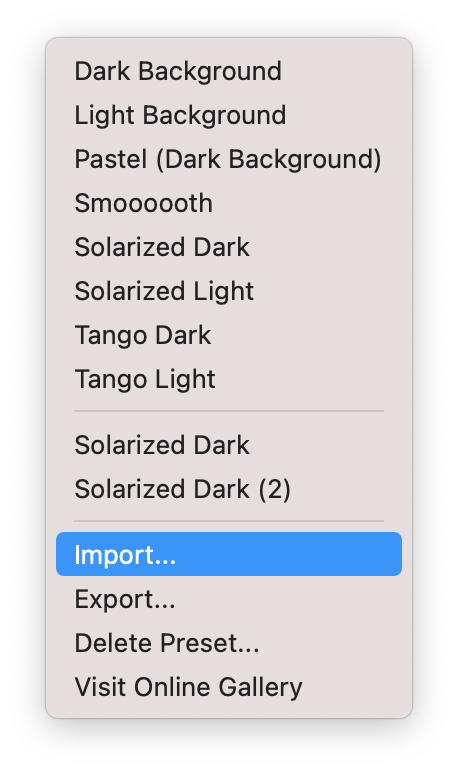 Dark Background
Light Background
Pastel (Dark Background)
Smoooooth
Solarized Dark
Solarized Light
Tango Dark
Tango Light
Solarized Dark
Solarized Dark (2)
Import...
Export...
Delete Preset...
Visit Online Gallery